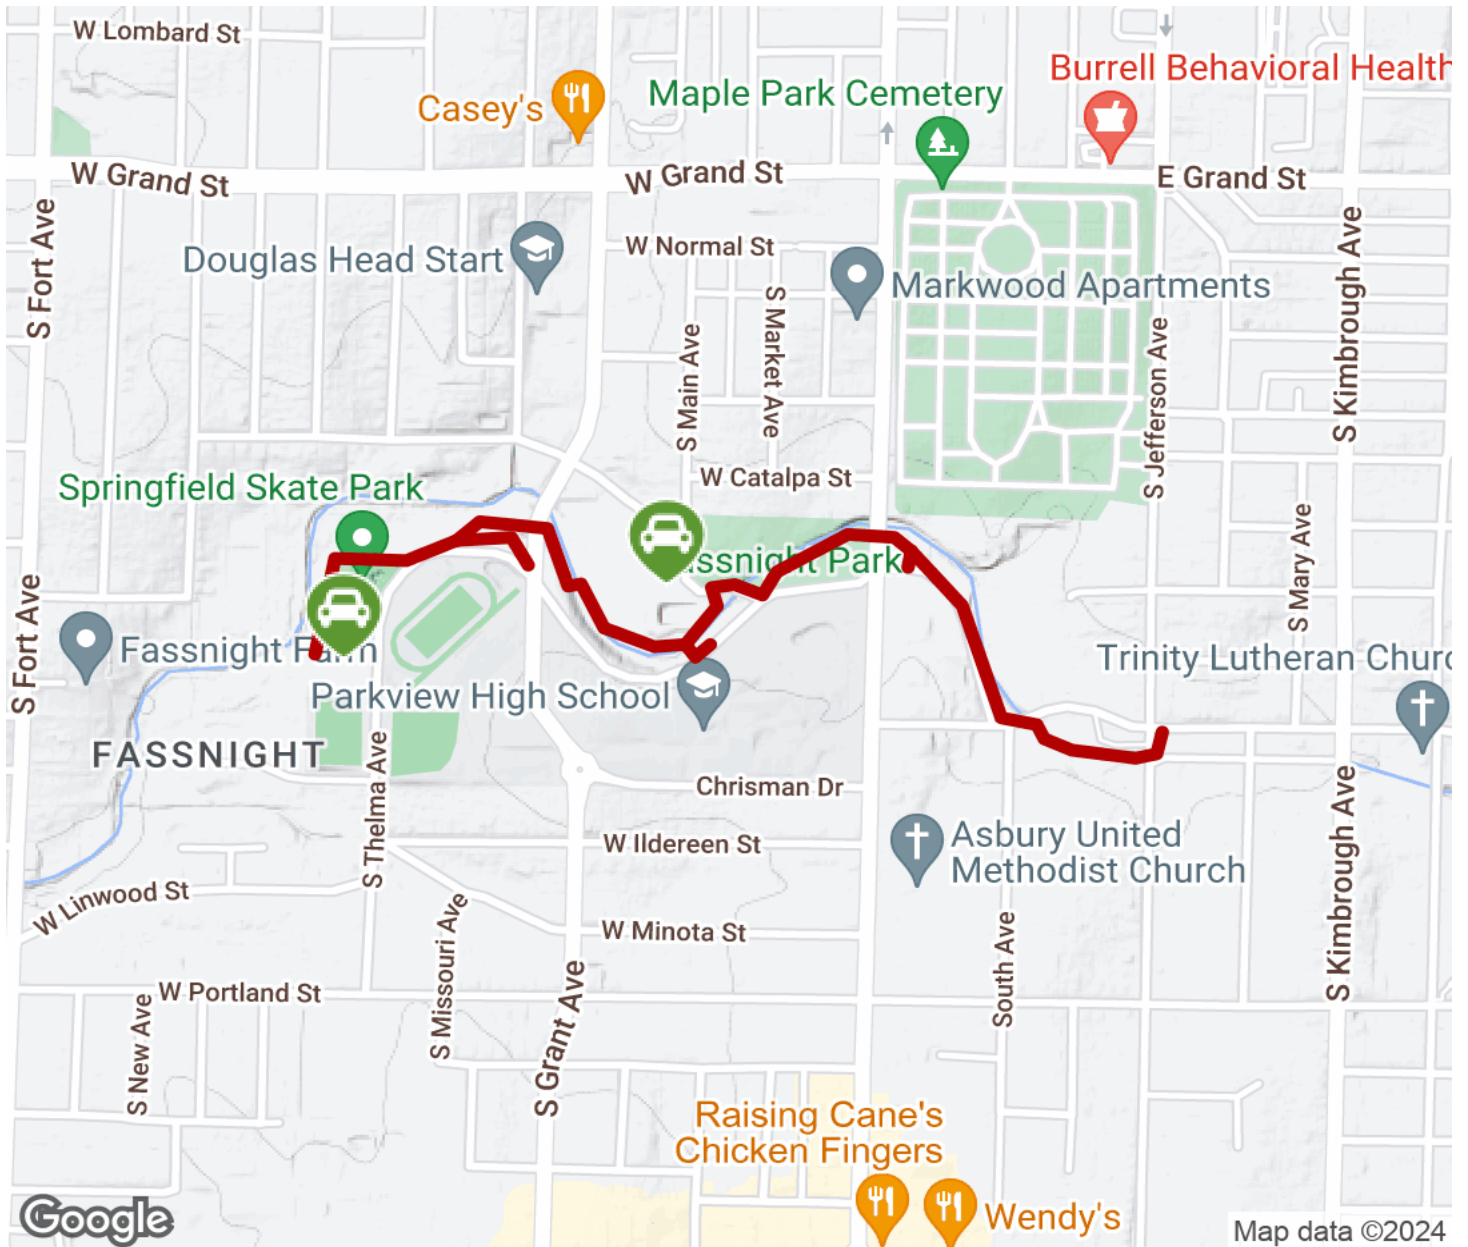 W Lombard St
Burrell Behavioral Health
Maple Park Cemetery
Casey's
W Grand St
W Grand St
E Grand St
S Fort Ave
Douglas Head Start
W Normal St
Markwood Apartments
S Market Ave
S Main Ave
S Jefferson Ave
S Kimbrough Ave
W Catalpa St
Springfield Skate Park
ssnight Park
S Mary Ave
S Fort Ave
Fassnight Farm
Trinity Lutheran Churc
Parkview High School
FASSNIGHT
S Thelma Ave
Chrisman Dr
W Ildereen St
Asbury United
Methodist Church
S Kimbrough Ave
W Linwood St
S Missouri Ave
W Minota St
South Ave
W Portland St
S New Ave
S Grant Ave
Raising Cane's
Chicken Fingers
Wendy's
Google
Map data ©2024